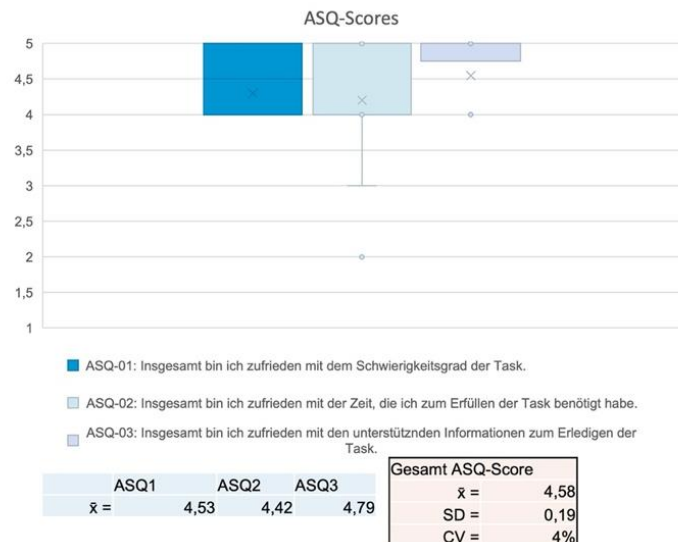 ASQ-Scores
5
4,5
4
3,5
3
2,5
2
1,5
1
ASQ-01: Insgesamt bin ich zufrieden mit dem Schwierigkeitsgrad der Task.
ASQ-02: Insgesamt bin ich zufrieden mit der Zeit, die ich zum Erfüllen der Task benötigt habe.
ASQ-03: Insgesamt bin ich zufrieden mit den unterstütznden Informationen zum Erledigen der
Task.
ASQ1 ASQ2 ASQ3
x̄ = 4,53 4,42 4,79
Gesamt ASQ-Score
x̄ = 4,58
SD = 0,19
CV = 4%